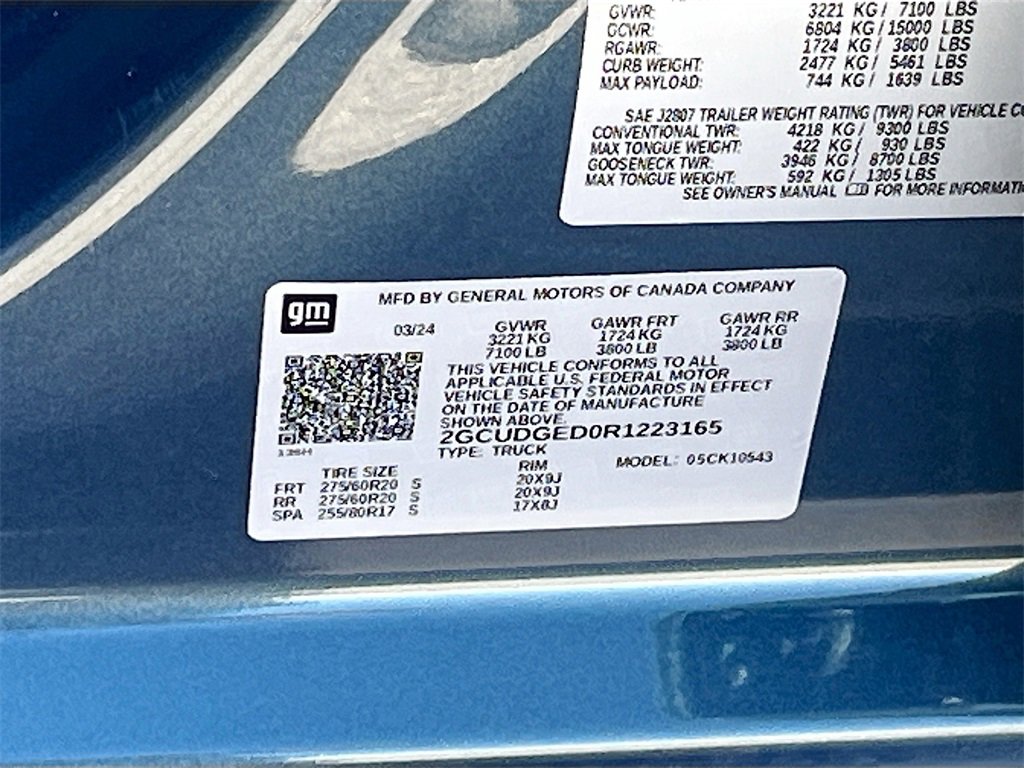 GVWR: 3221 KG / 7100 LBS
GCWR: 6804 KG / 15000 LBS
RGAWR: 1724 KG / 3800 LBS
CURB WEIGHT: 2477 KG / 5461 LBS
MAX PAYLOAD: 744 KG / 1639 LBS
SAE J2807 TRAILER WEIGHT RATING (TWR) FOR VEHICLE
CONVENTIONAL TWR: 4218 KG / 9300 LBS
MAX TONGUE WEIGHT: 422 KG / 930 LBS
GOOSENECK TWR: 3946 KG / 8700 LBS
MAX TONGUE WEIGHT: 592 KG / 1305 LBS
SEE OWNER'S MANUAL FOR MORE INFORMATI
gm
MFD BY GENERAL MOTORS OF CANADA COMPANY
03/24 GVWR GAWR FRT GAWR RR
3221 KG 1724 KG 1724 KG
7100 LB 3800 LB 3800 LB
THIS VEHICLE CONFORMS TO ALL
APPLICABLE U.S. FEDERAL MOTOR
VEHICLE SAFETY STANDARDS IN EFFECT
ON THE DATE OF MANUFACTURE
SHOWN ABOVE.
2GCUDGED0R1223165
TYPE: TRUCK MODEL: 05CK10543
TIRE SIZE RIM
FRT 275/60R20 S 20X9J
RR 275/60R20 S 20X9J
SPA 255/80R17 S 17X8J